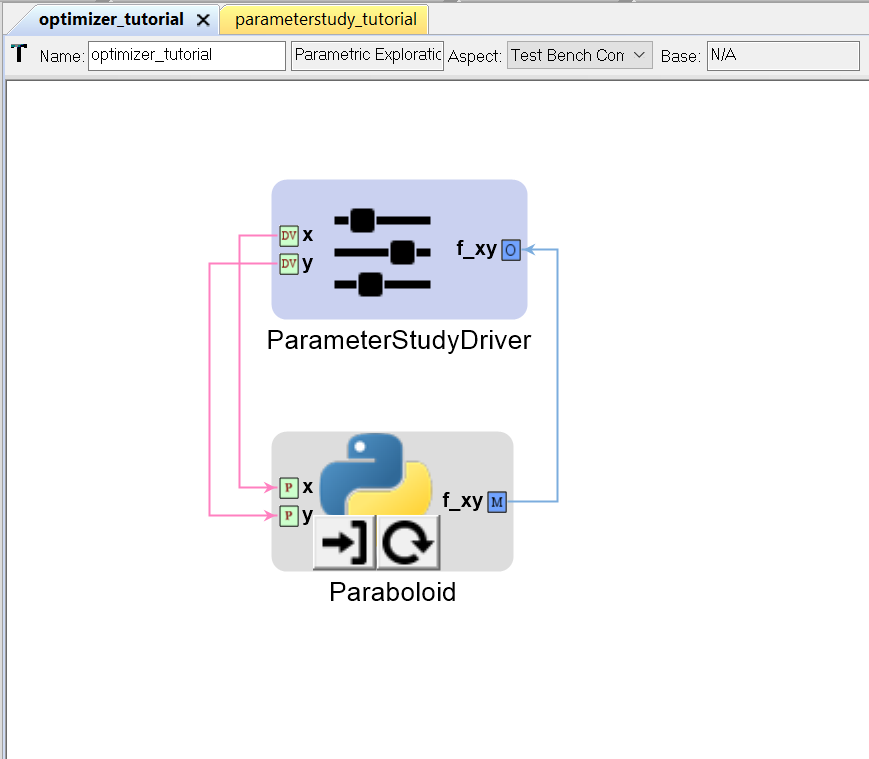 optimizer_tutorial parameterstudy_tutorial
T Name: optimizer_tutorial Parametric Exploratic Aspect: Test Bench Con Base: N/A
DV x
f_xy O
DV y
ParameterStudyDriver
P x
f_xy M
P y
Paraboloid